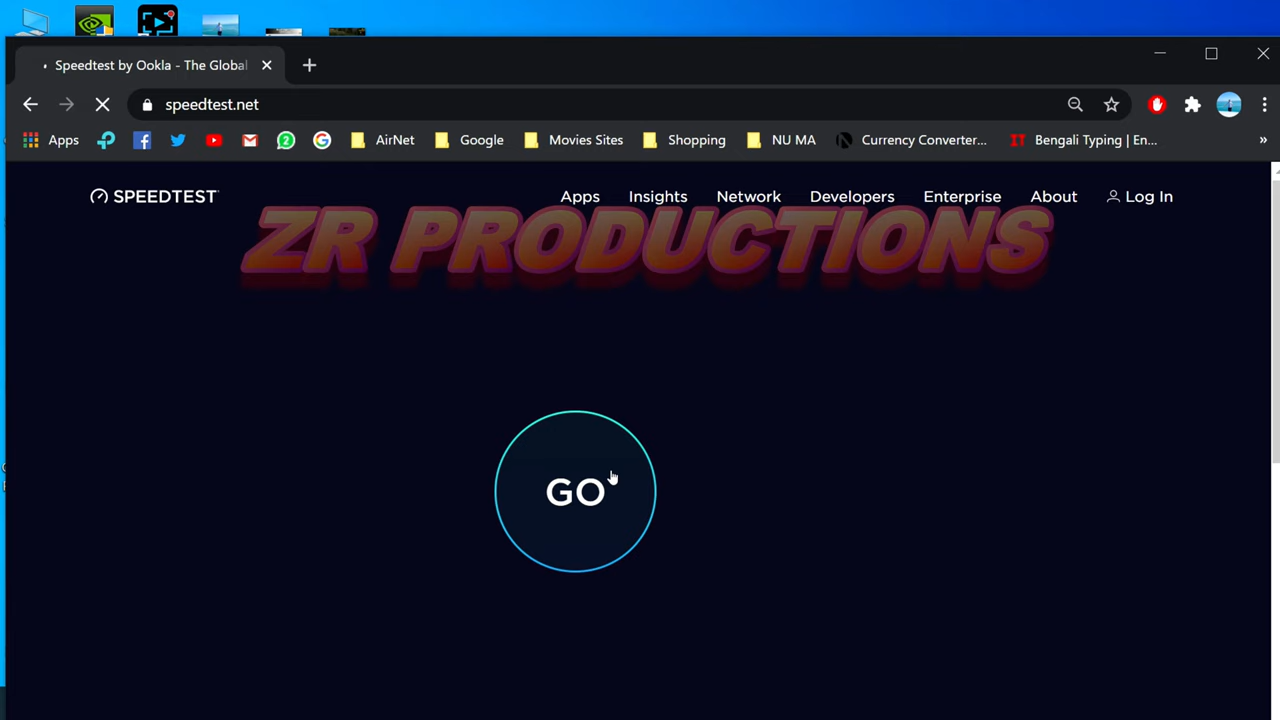 Speedtest by Ookla - The Global
speedtest.net
Apps
AirNet
Google
Movies Sites
Shopping
NU MA
Currency Converter...
Bengali Typing | En...
»
SPEEDTEST
Apps Insights Network Developers Enterprise About Log In
ZR PRODUCTIONS
GO